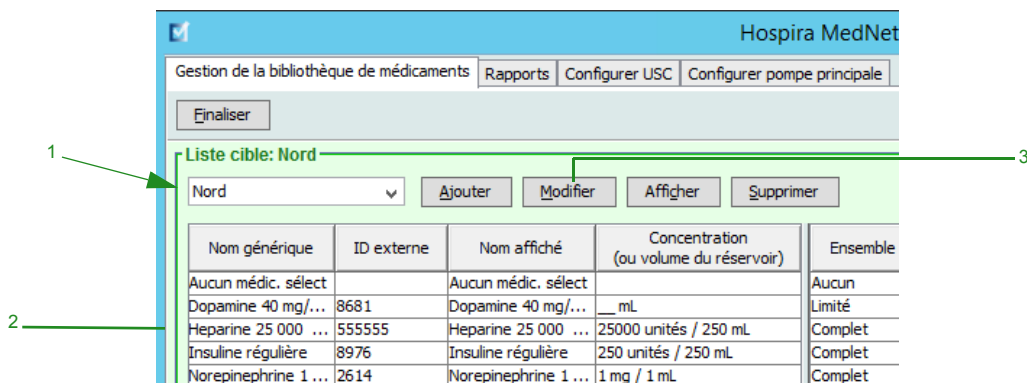 Hospira MedNet
Gestion de la bibliothèque de médicaments Rapports Configurer USC Configurer pompe principale
Finaliser
1
Liste cible: Nord
3
Nord Ajouter Modifier Afficher Supprimer
Nom générique ID externe Nom affiché Concentration (ou volume du réservoir) Ensemble
Aucun médic. sélect Aucun médic. sélect Aucun
Dopamine 40 mg/... 8681 Dopamine 40 mg/... __ mL Limité
2
Heparine 25 000 ... 555555 Heparine 25 000 ... 25000 unités / 250 mL Complet
Insuline régulière 8976 Insuline régulière 250 unités / 250 mL Complet
Norepinephrine 1 ... 2614 Norepinephrine 1 ... 1 mg / 1 mL Complet